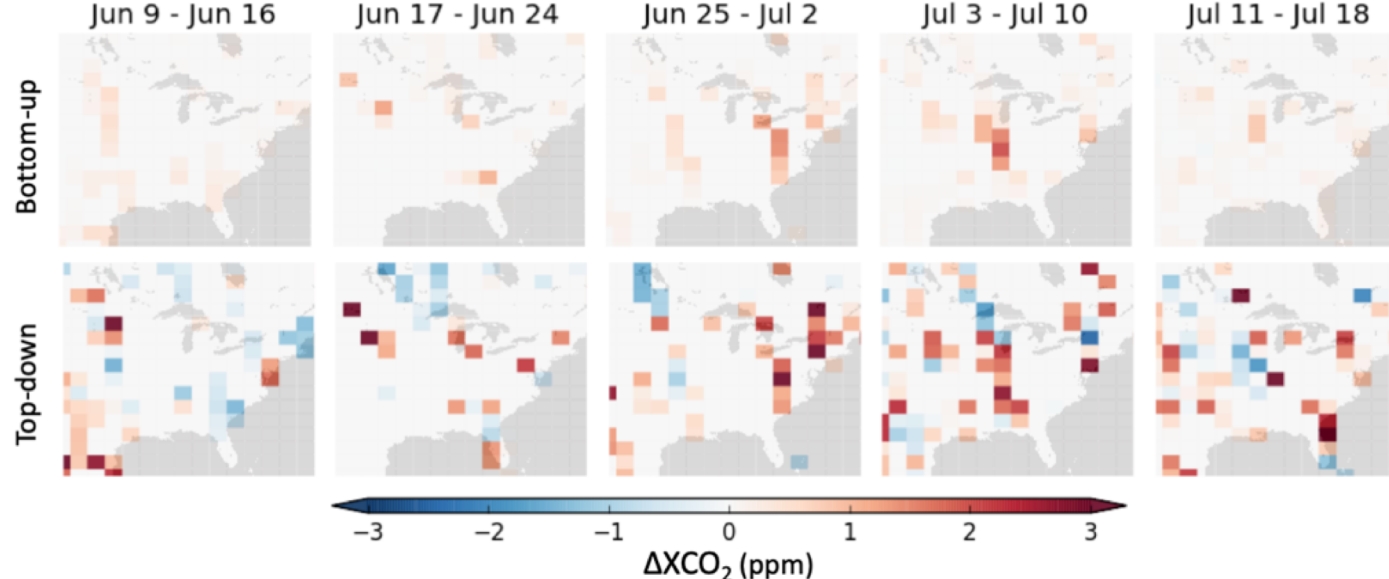 Jun 9 - Jun 16
Jun 17 - Jun 24
Jun 25 - Jul 2
Jul 3 - Jul 10
Jul 11 - Jul 18
Bottom-up
Top-down
−3 −2 −1 0 1 2 3
ΔXCO₂ (ppm)